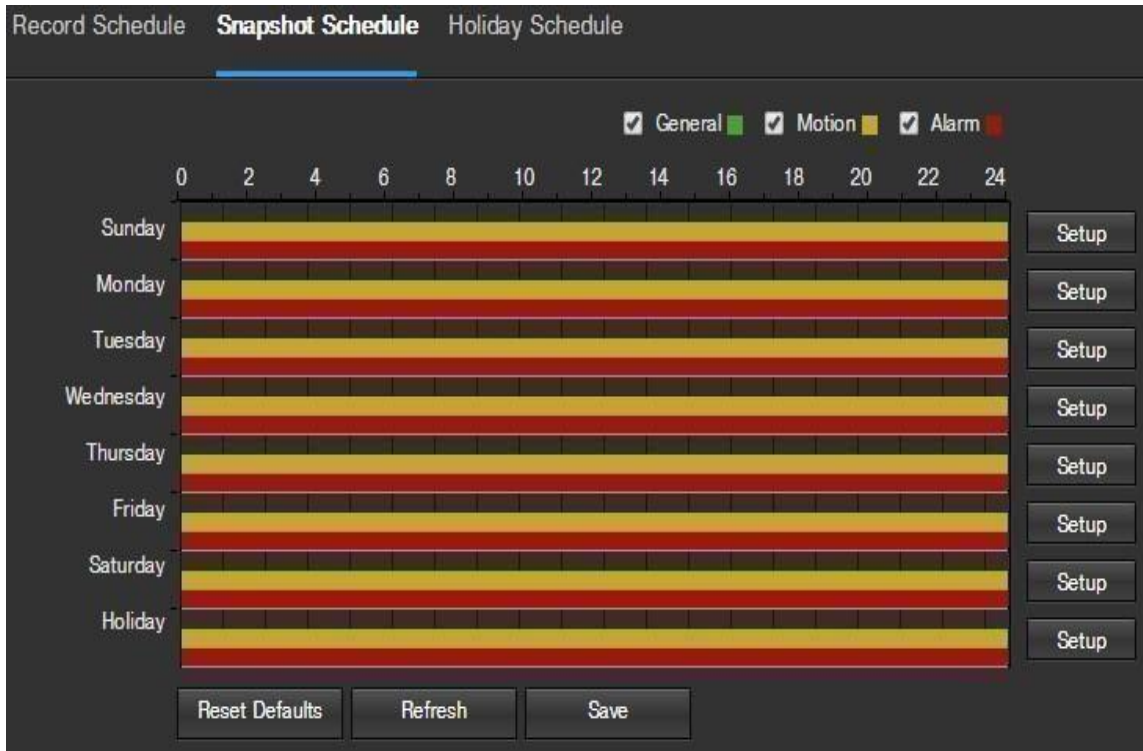 Record Schedule Snapshot Schedule Holiday Schedule
General Motion Alarm
0 2 4 6 8 10 12 14 16 18 20 22 24
Sunday Setup
Monday Setup
Tuesday Setup
Wednesday Setup
Thursday Setup
Friday Setup
Saturday Setup
Holiday Setup
Reset Defaults Refresh Save